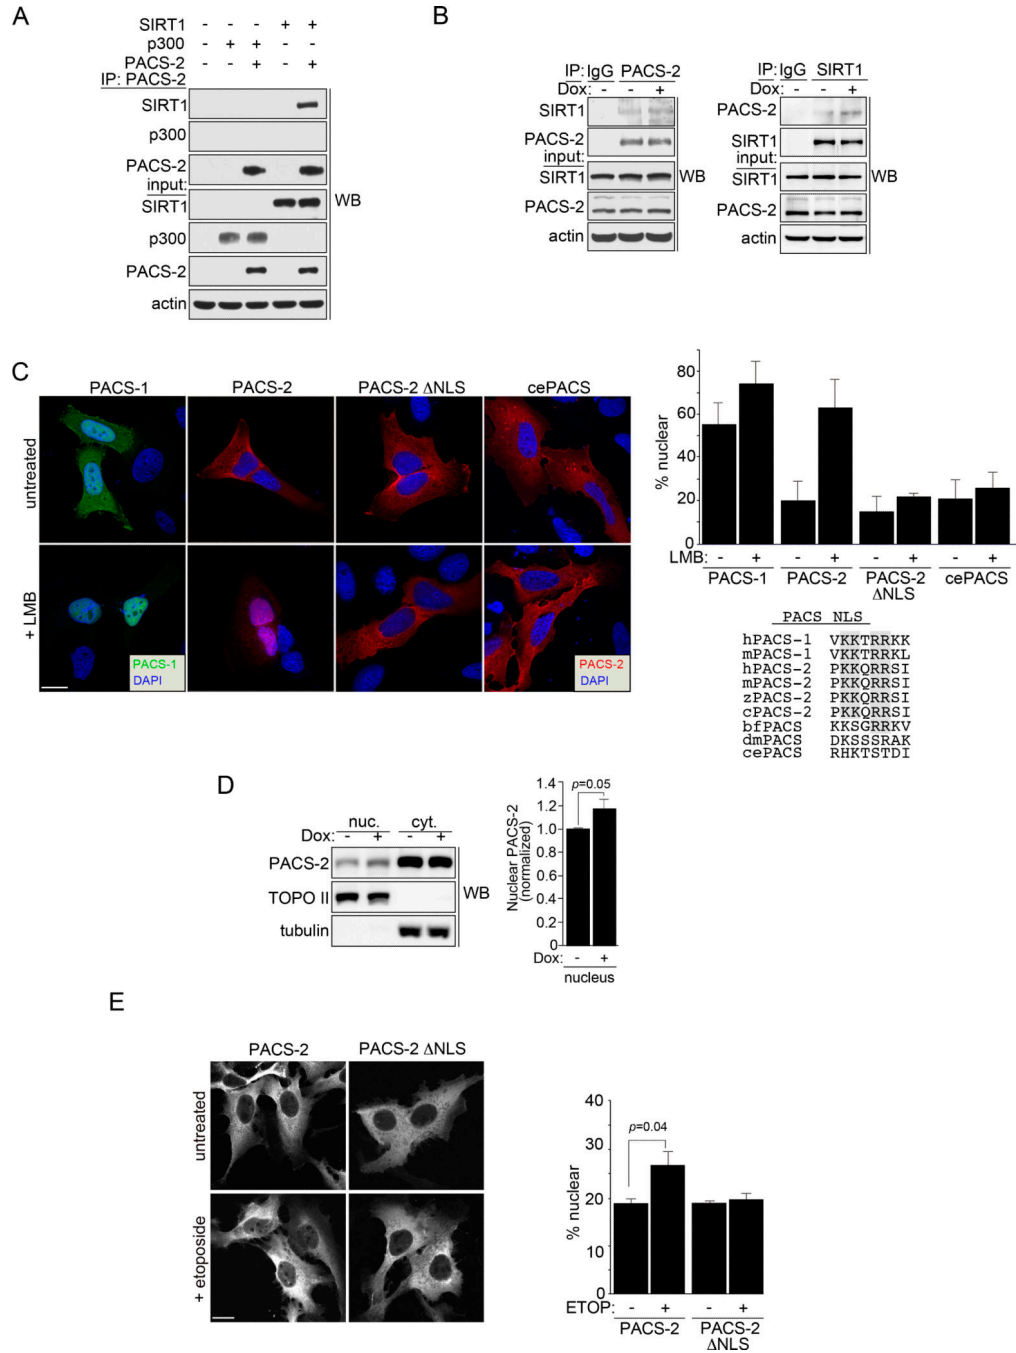 A
SIRT1 - - - + +
p300 - + + - -
PACS-2 - - + - +
IP: PACS-2
SIRT1
p300
PACS-2
input:
SIRT1
p300
PACS-2
actin
WB
B
IP: IgG PACS-2
Dox: - - +
SIRT1
PACS-2
input:
SIRT1
PACS-2
actin
WB
IP: IgG SIRT1
Dox: - - +
PACS-2
SIRT1
input:
SIRT1
PACS-2
actin
WB
C
PACS-1 PACS-2 PACS-2 ΔNLS cePACS
untreated
+ LMB
PACS-1
DAPI
PACS-2
DAPI
% nuclear
80
60
40
20
0
LMB: - + - + - + - +
PACS-1 PACS-2 PACS-2 ΔNLS cePACS
PACS NLS
hPACS-1 VKKTRRKK
mPACS-1 VKKTRRKL
hPACS-2 PKKQRRSI
mPACS-2 PKKQRRSI
zPACS-2 PKKQRRSI
cPACS-2 PKKQRRSI
bfPACS KKSGRRKV
dmPACS DKSSSRAK
cePACS RHKTSTDI
D
nuc. cyt.
Dox: - + - +
PACS-2
TOPO II
tubulin
WB
Nuclear PACS-2
(normalized)
1.4
1.2
1.0
0.8
0.6
0.4
0.2
0
p=0.05
Dox: - +
nucleus
E
PACS-2 PACS-2 ΔNLS
untreated
+ etoposide
% nuclear
40
30
20
10
0
p=0.04
ETOP: - + - +
PACS-2 PACS-2
ΔNLS